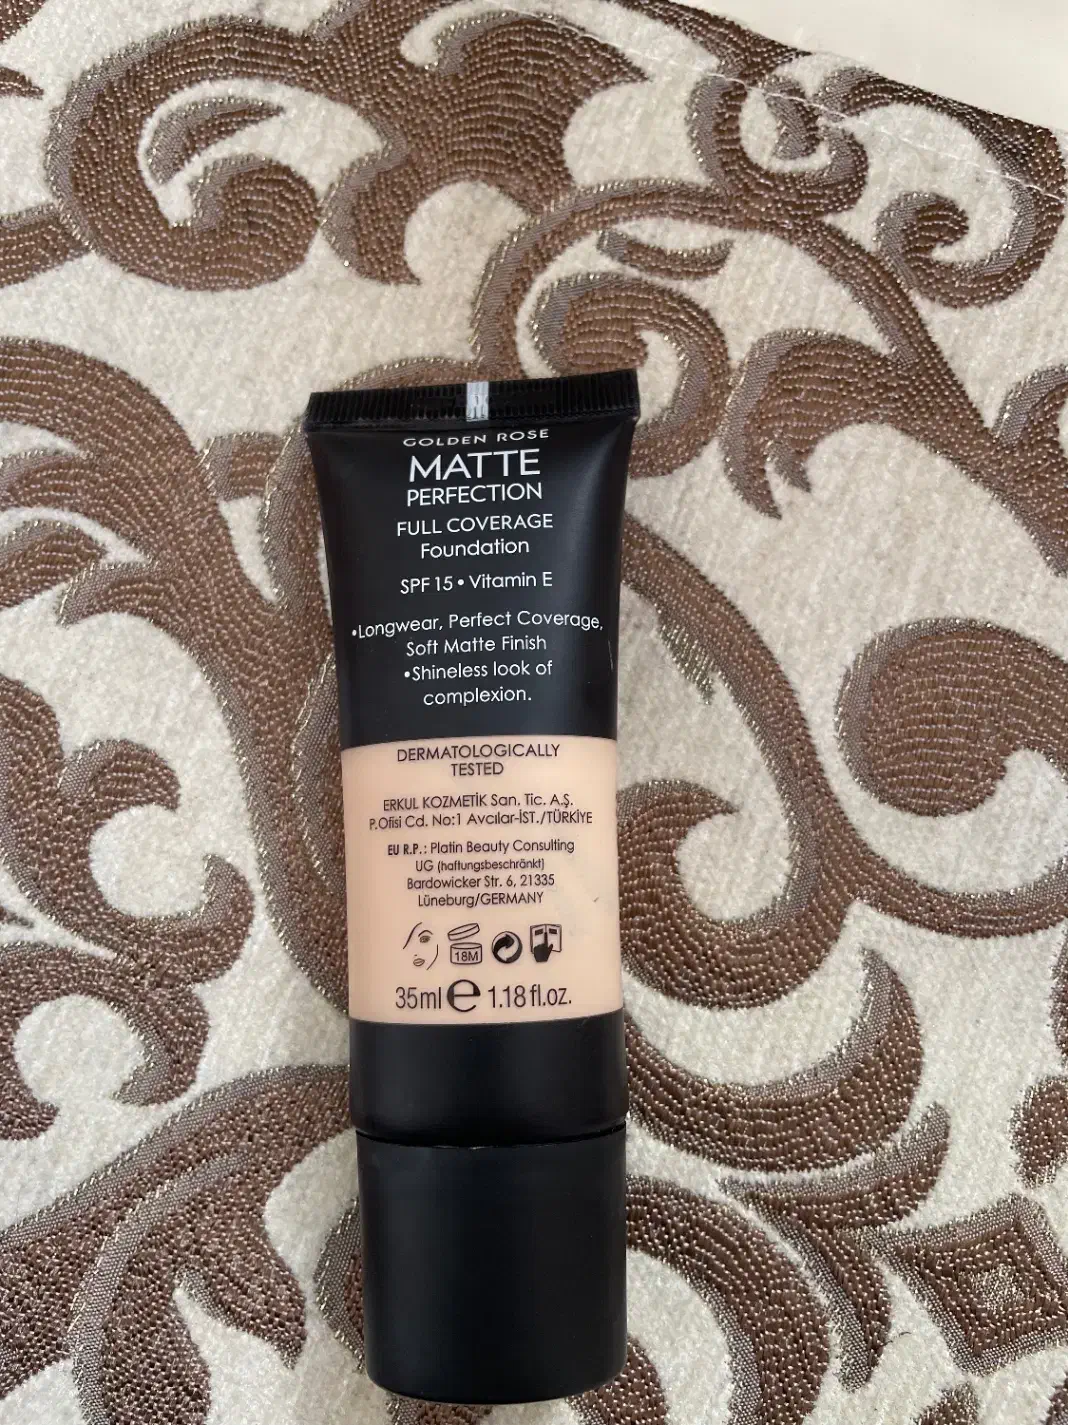 GOLDEN ROSE
MATTE
PERFECTION
FULL COVERAGE
Foundation
SPF 15 • Vitamin E
•Longwear, Perfect Coverage,
Soft Matte Finish
•Shineless look of
complexion.
DERMATOLOGICALLY
TESTED
ERKUL KOZMETİK San. Tic. A.Ş.
P.Ofisi Cd. No:1 Avcılar-İST./TÜRKİYE
EU R.P.: Platin Beauty Consulting
UG (haftungsbeschränkt)
Bardowicker Str. 6, 21335
Lüneburg/GERMANY
18M
35ml e 1.18 fl.oz.